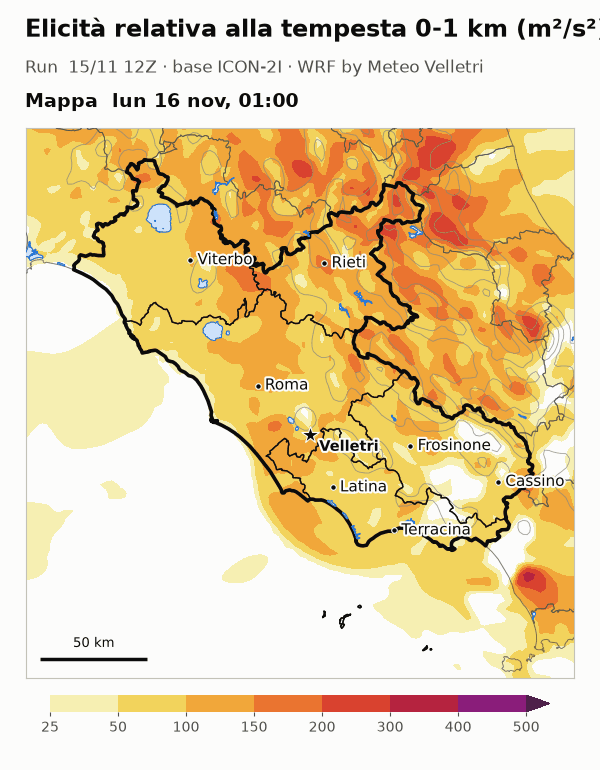 Elicità relativa alla tempesta 0-1 km (m²/s²)
Run  15/11 12Z · base ICON-2I · WRF by Meteo Velletri
Mappa  lun 16 nov, 01:00
Viterbo
Rieti
Roma
Velletri
Frosinone
Latina
Cassino
Terracina
50 km
25 50 100 150 200 300 400 500